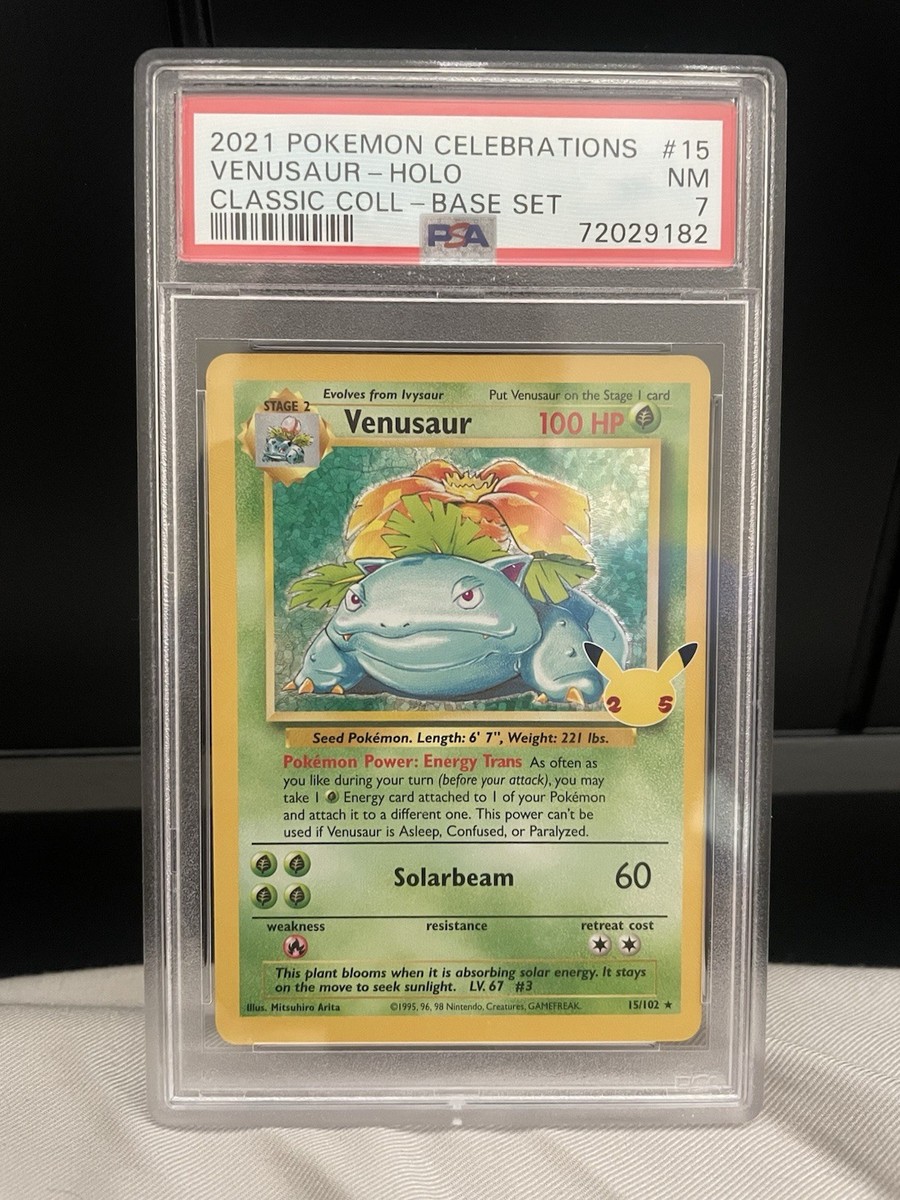 2021 POKEMON CELEBRATIONS #15
VENUSAUR - HOLO NM
CLASSIC COLL - BASE SET 7
PSA 72029182
Evolves from Ivysaur Put Venusaur on the Stage 1 card
STAGE 2
Venusaur 100 HP
2 5
Seed Pokémon. Length: 6' 7", Weight: 221 lbs.
Pokémon Power: Energy Trans As often as
you like during your turn (before your attack), you may
take 1 Energy card attached to 1 of your Pokémon
and attach it to a different one. This power can't be
used if Venusaur is Asleep, Confused, or Paralyzed.
Solarbeam 60
weakness resistance retreat cost
This plant blooms when it is absorbing solar energy. It stays
on the move to seek sunlight. LV. 67 #3
Illus. Mitsuhiro Arita ©1995, 96, 98 Nintendo, Creatures, GAMEFREAK. 15/102 ★
PSA